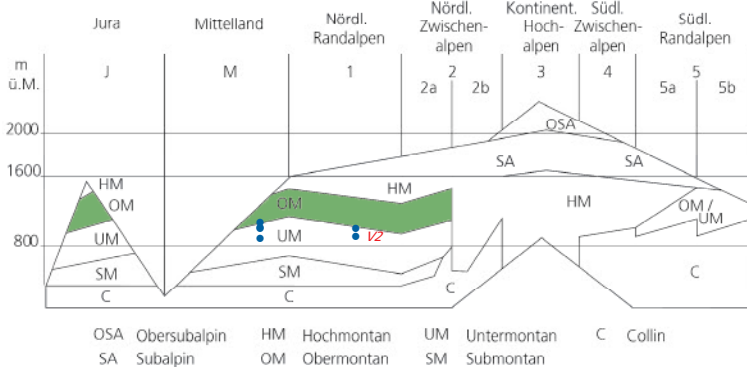 Jura
Mittelland
Nördl.
Randalpen
Nördl.
Zwischen-
alpen
Kontinent.
Hoch-
alpen
Südl.
Zwischen-
alpen
Südl.
Randalpen
m
ü.M.
J
M
1
2
3
4
5
2a
2b
5a
5b
2000
1600
800
OSA
SA
SA
HM
OM
UM
SM
C
HM
OM
UM
V2
SM
C
C
HM
OM /
UM
C
OSA Obersubalpin HM Hochmontan UM Untermontan C Collin
SA Subalpin OM Obermontan SM Submontan